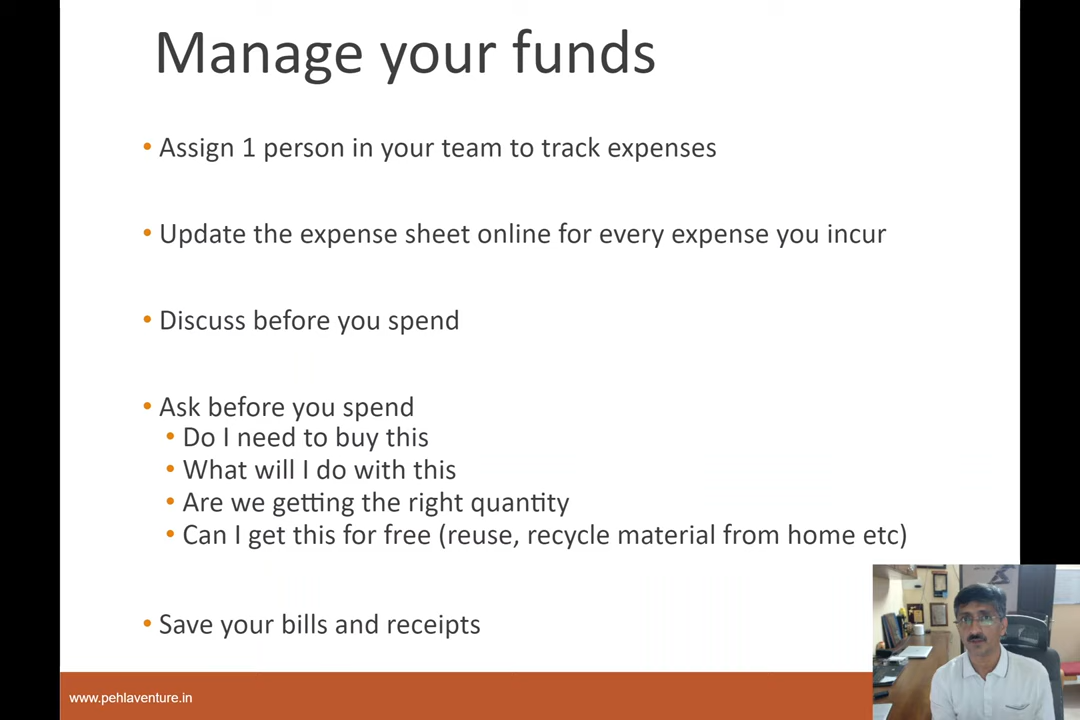 Manage your funds
• Assign 1 person in your team to track expenses
• Update the expense sheet online for every expense you incur
• Discuss before you spend
• Ask before you spend
• Do I need to buy this
• What will I do with this
• Are we getting the right quantity
• Can I get this for free (reuse, recycle material from home etc)
• Save your bills and receipts
www.pehlaventure.in